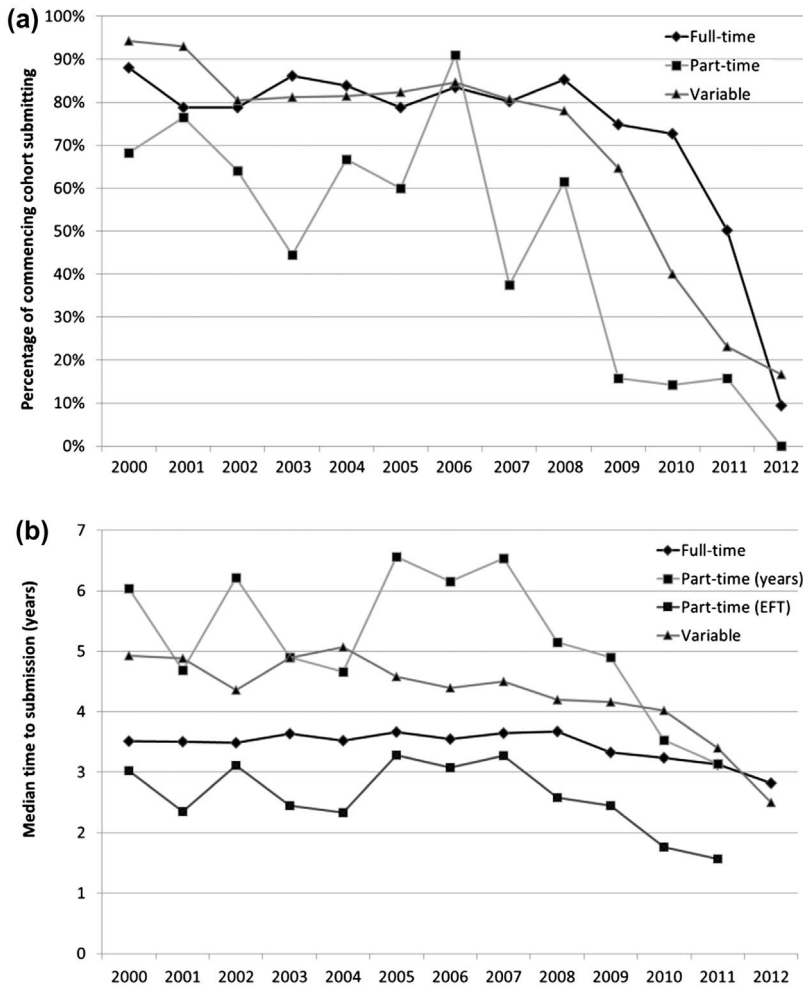 (a)
Percentage of commencing cohort submitting
100%
90%
80%
70%
60%
50%
40%
30%
20%
10%
0%
Full-time
Part-time
Variable
2000 2001 2002 2003 2004 2005 2006 2007 2008 2009 2010 2011 2012
(b)
Median time to submission (years)
7
6
5
4
3
2
1
0
Full-time
Part-time (years)
Part-time (EFT)
Variable
2000 2001 2002 2003 2004 2005 2006 2007 2008 2009 2010 2011 2012